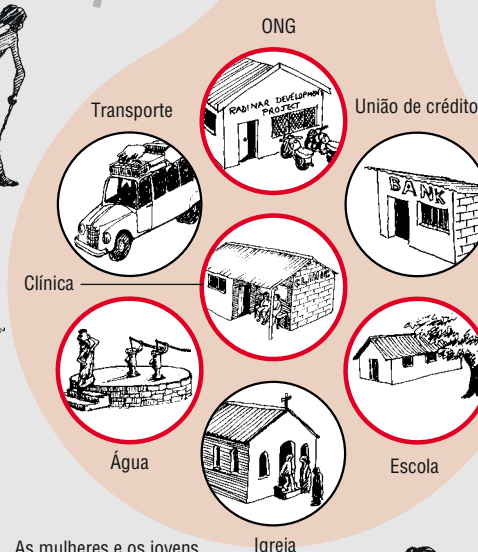 ONG
RADINAR DEVELOPMENT
PROJECT
Transporte
União de crédito
BANK
Clínica
CLINIC
Água
Escola
Igreja
As mulheres e os jovens